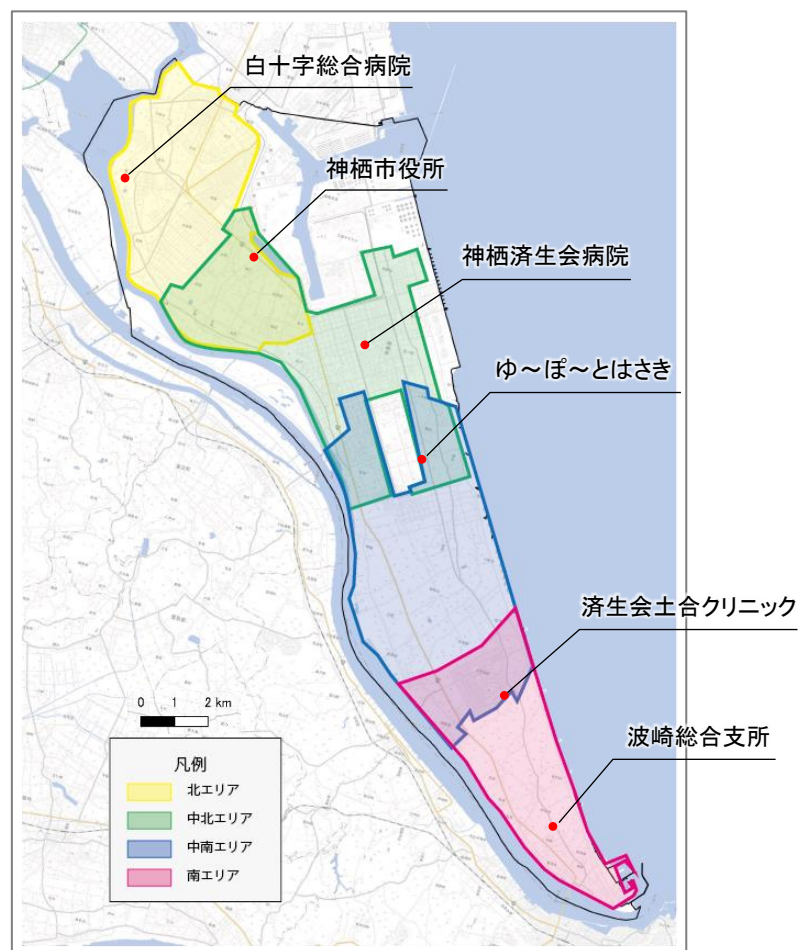 白十字総合病院
神栖市役所
神栖済生会病院
ゆ~ぽ~とはさき
済生会土合クリニック
波崎総合支所
0 1 2 km
凡例
北エリア
中北エリア
中南エリア
南エリア